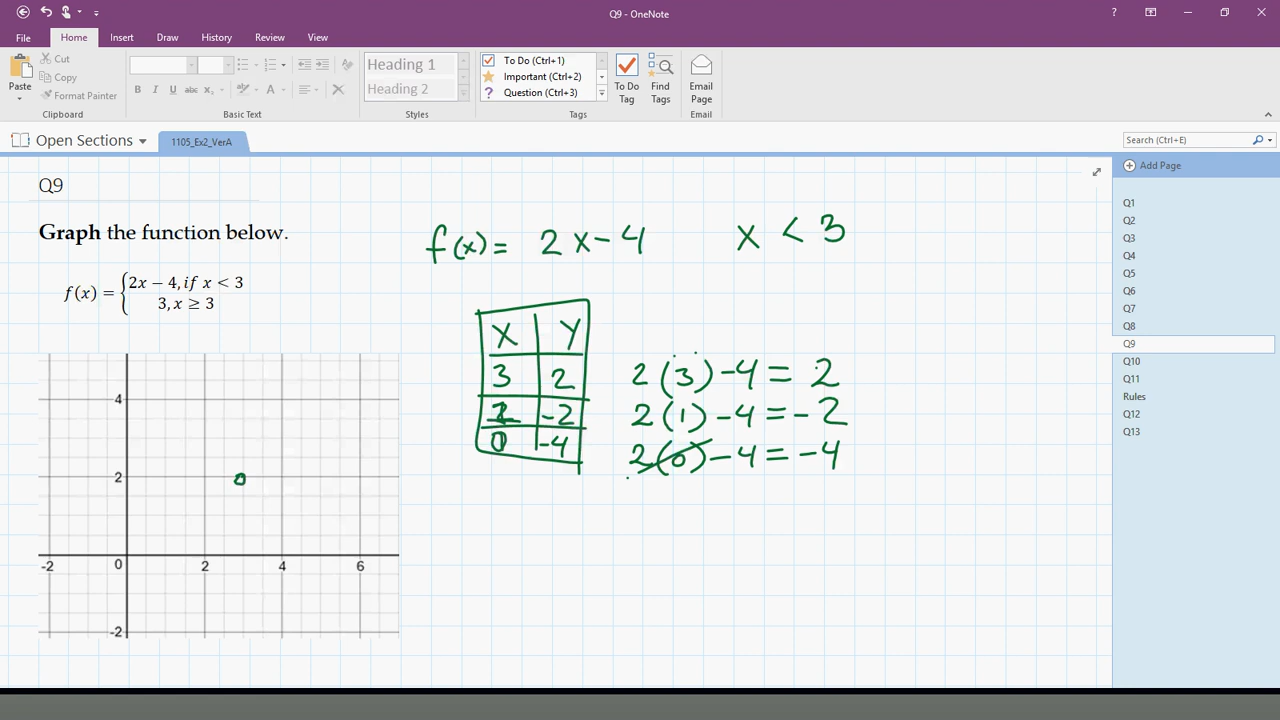 Q9 - OneNote
?
File Home Insert Draw History Review View
Paste
Cut
Copy
Format Painter
Clipboard
B I U abc X₂ A
Basic Text
Heading 1
Heading 2
Styles
To Do (Ctrl+1)
Important (Ctrl+2)
? Question (Ctrl+3)
To Do Tag
Find Tags
Tags
Email Page
Email
Open Sections 1105_Ex2_VerA
Search (Ctrl+E)
Add Page
Q1
Q2
Q3
Q4
Q5
Q6
Q7
Q8
Q9
Q10
Q11
Rules
Q12
Q13
Q9
Graph the function below.
f(x) = {2x − 4, if x < 3
3, x ≥ 3
4
2
-2 0 2 4 6
-2
f(x) = 2x - 4 x < 3
X Y
3 2
1 -2
0 -4
2(3) - 4 = 2
2(1) - 4 = -2
2(0) - 4 = -4